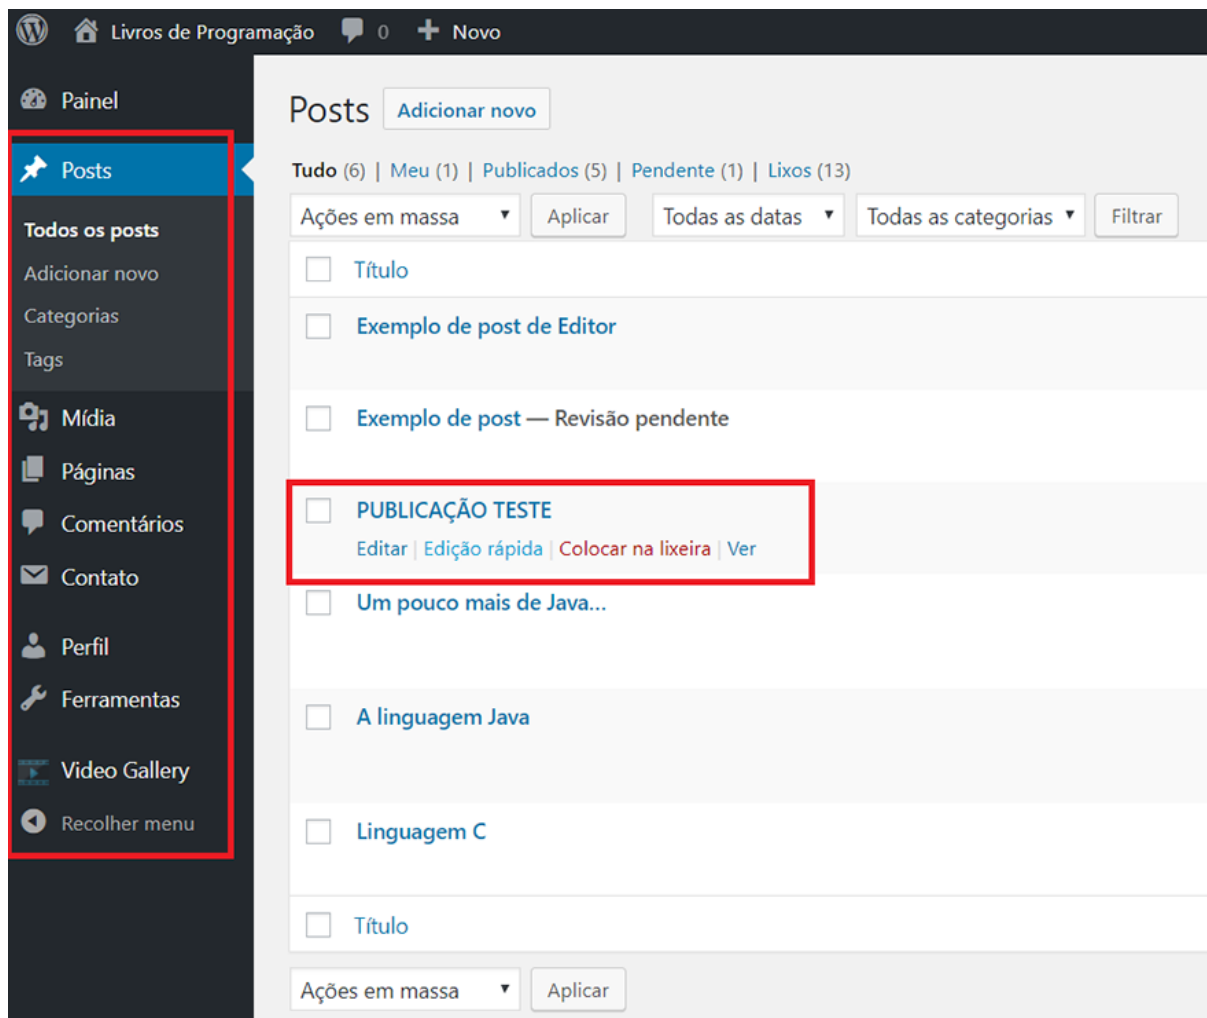 Livros de Programação 0 Novo
Painel
Posts
Todos os posts
Adicionar novo
Categorias
Tags
Mídia
Páginas
Comentários
Contato
Perfil
Ferramentas
Video Gallery
Recolher menu
Posts Adicionar novo
Tudo (6) | Meu (1) | Publicados (5) | Pendente (1) | Lixos (13)
Ações em massa Aplicar Todas as datas Todas as categorias Filtrar
Título
Exemplo de post de Editor
Exemplo de post — Revisão pendente
PUBLICAÇÃO TESTE
Editar | Edição rápida | Colocar na lixeira | Ver
Um pouco mais de Java...
A linguagem Java
Linguagem C
Título
Ações em massa Aplicar